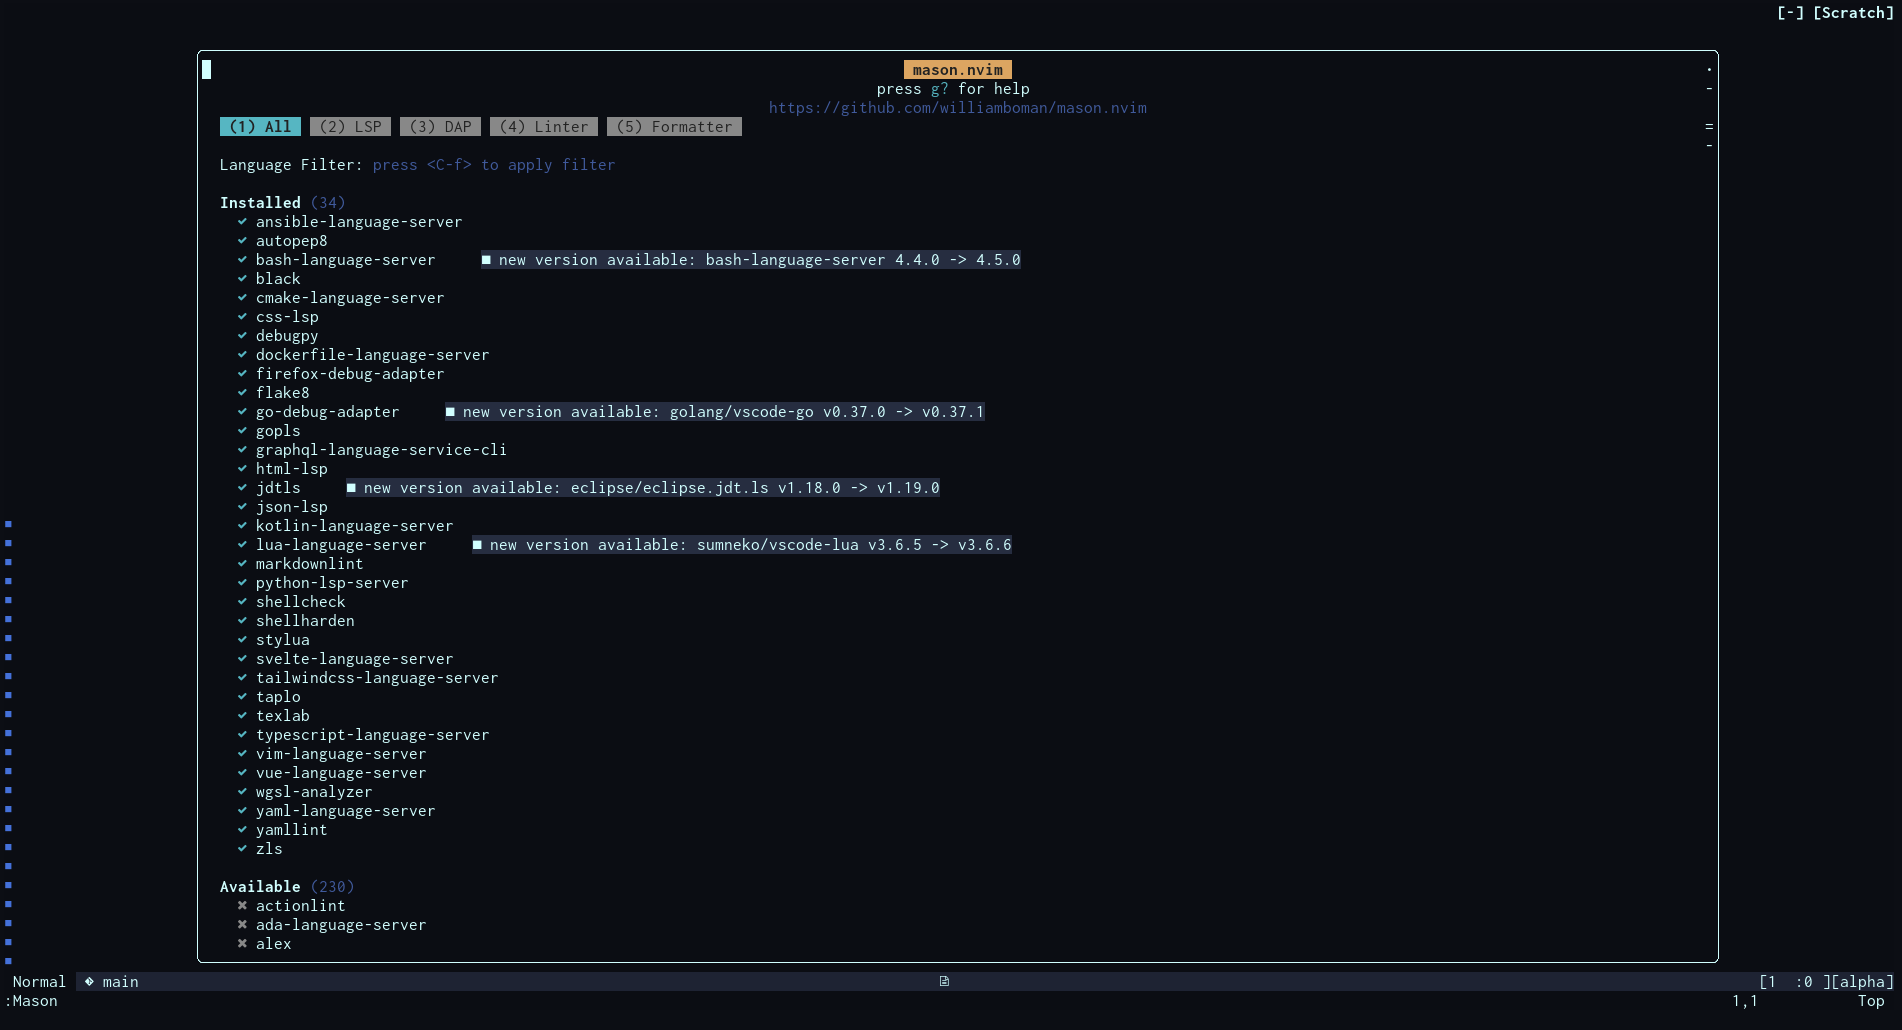 [-] [Scratch]
mason.nvim
press g? for help
https://github.com/williamboman/mason.nvim
(1) All (2) LSP (3) DAP (4) Linter (5) Formatter
Language Filter: press <C-f> to apply filter
Installed (34)
✓ ansible-language-server
✓ autopep8
✓ bash-language-server ■ new version available: bash-language-server 4.4.0 -> 4.5.0
✓ black
✓ cmake-language-server
✓ css-lsp
✓ debugpy
✓ dockerfile-language-server
✓ firefox-debug-adapter
✓ flake8
✓ go-debug-adapter ■ new version available: golang/vscode-go v0.37.0 -> v0.37.1
✓ gopls
✓ graphql-language-service-cli
✓ html-lsp
✓ jdtls ■ new version available: eclipse/eclipse.jdt.ls v1.18.0 -> v1.19.0
✓ json-lsp
✓ kotlin-language-server
✓ lua-language-server ■ new version available: sumneko/vscode-lua v3.6.5 -> v3.6.6
✓ markdownlint
✓ python-lsp-server
✓ shellcheck
✓ shellharden
✓ stylua
✓ svelte-language-server
✓ tailwindcss-language-server
✓ taplo
✓ texlab
✓ typescript-language-server
✓ vim-language-server
✓ vue-language-server
✓ wgsl-analyzer
✓ yaml-language-server
✓ yamllint
✓ zls
Available (230)
✖ actionlint
✖ ada-language-server
✖ alex
Normal main [1 :0 ][alpha]
:Mason 1,1 Top